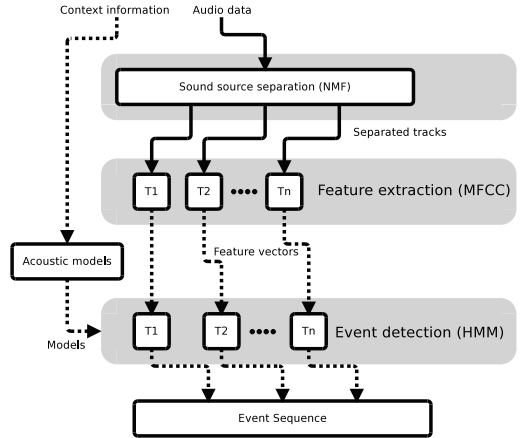 Context information
Audio data
Sound source separation (NMF)
Separated tracks
T1
T2
Tn
Feature extraction (MFCC)
Feature vectors
Acoustic models
T1
T2
Tn
Event detection (HMM)
Models
Event Sequence